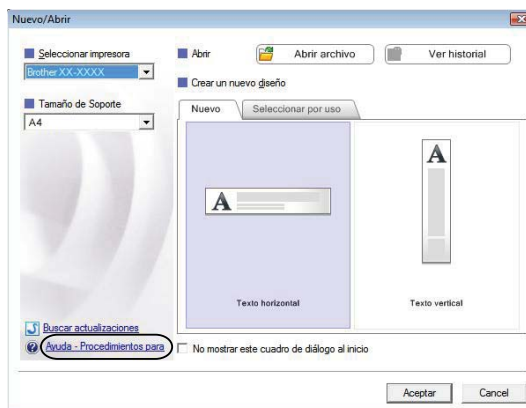 Nuevo/Abrir
Seleccionar impresora
Brother XX-XXXX
Tamaño de Soporte
A4
Abrir
Abrir archivo
Ver historial
Crear un nuevo diseño
Nuevo
Seleccionar por uso
A
Texto horizontal
A
Texto vertical
Buscar actualizaciones
Ayuda - Procedimientos para
No mostrar este cuadro de diálogo al inicio
Aceptar
Cancel